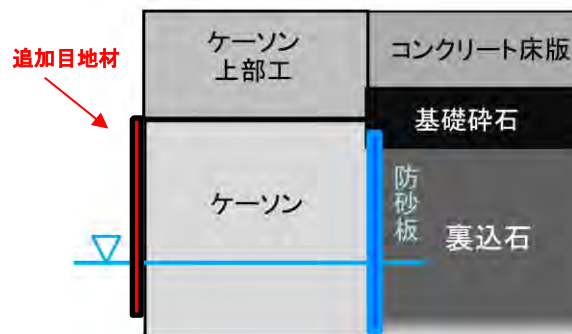 追加目地材
ケーソン
上部工
コンクリート床版
基礎砕石
ケーソン
防砂板
裏込石